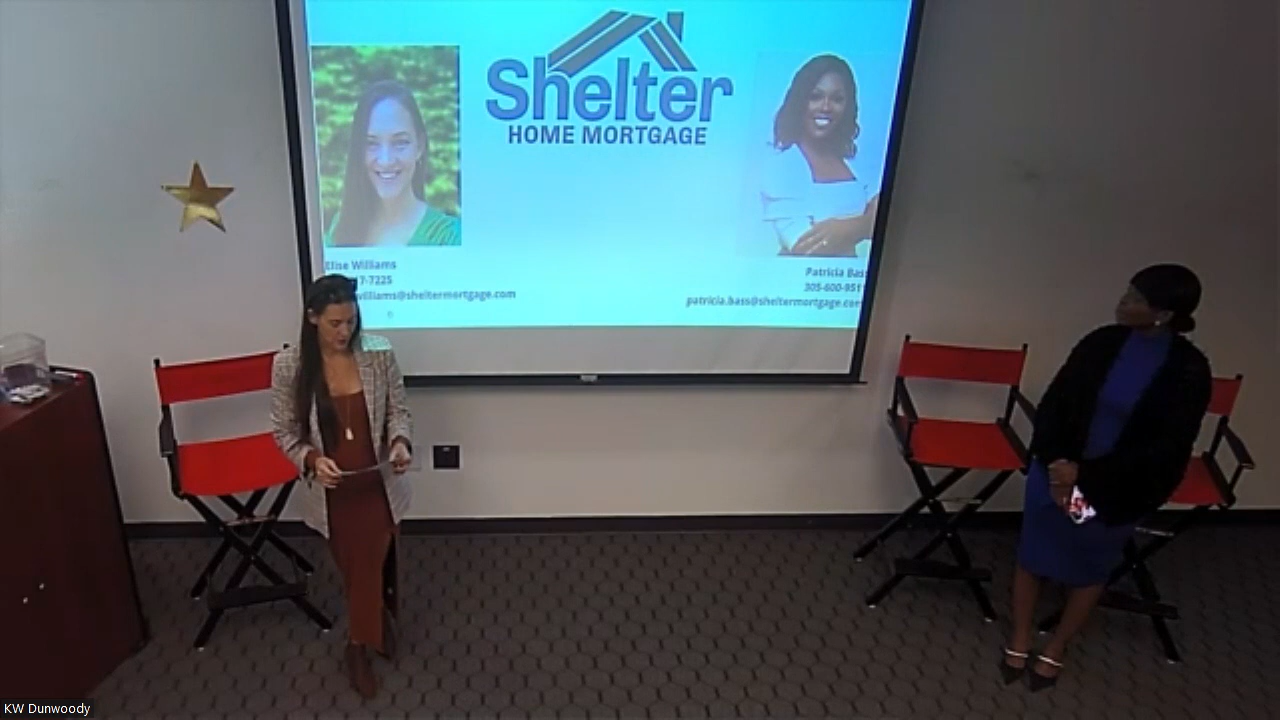 Shelter
HOME MORTGAGE
Elise Williams
7-7225
williams@sheltermortgage.com
Patricia Bass
305-600-951
patricia.bass@sheltermortgage.com
KW Dunwoody